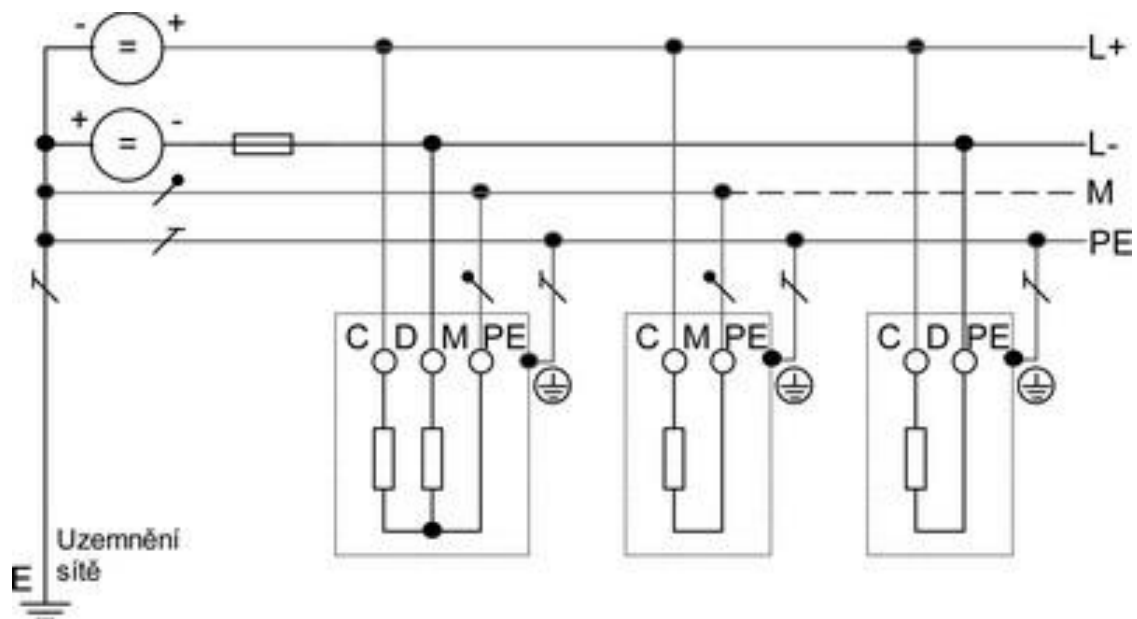 - + L+
= 
+ - L-
=
M
PE
C D M PE
C M PE
C D PE
Uzemnění
sítě
E